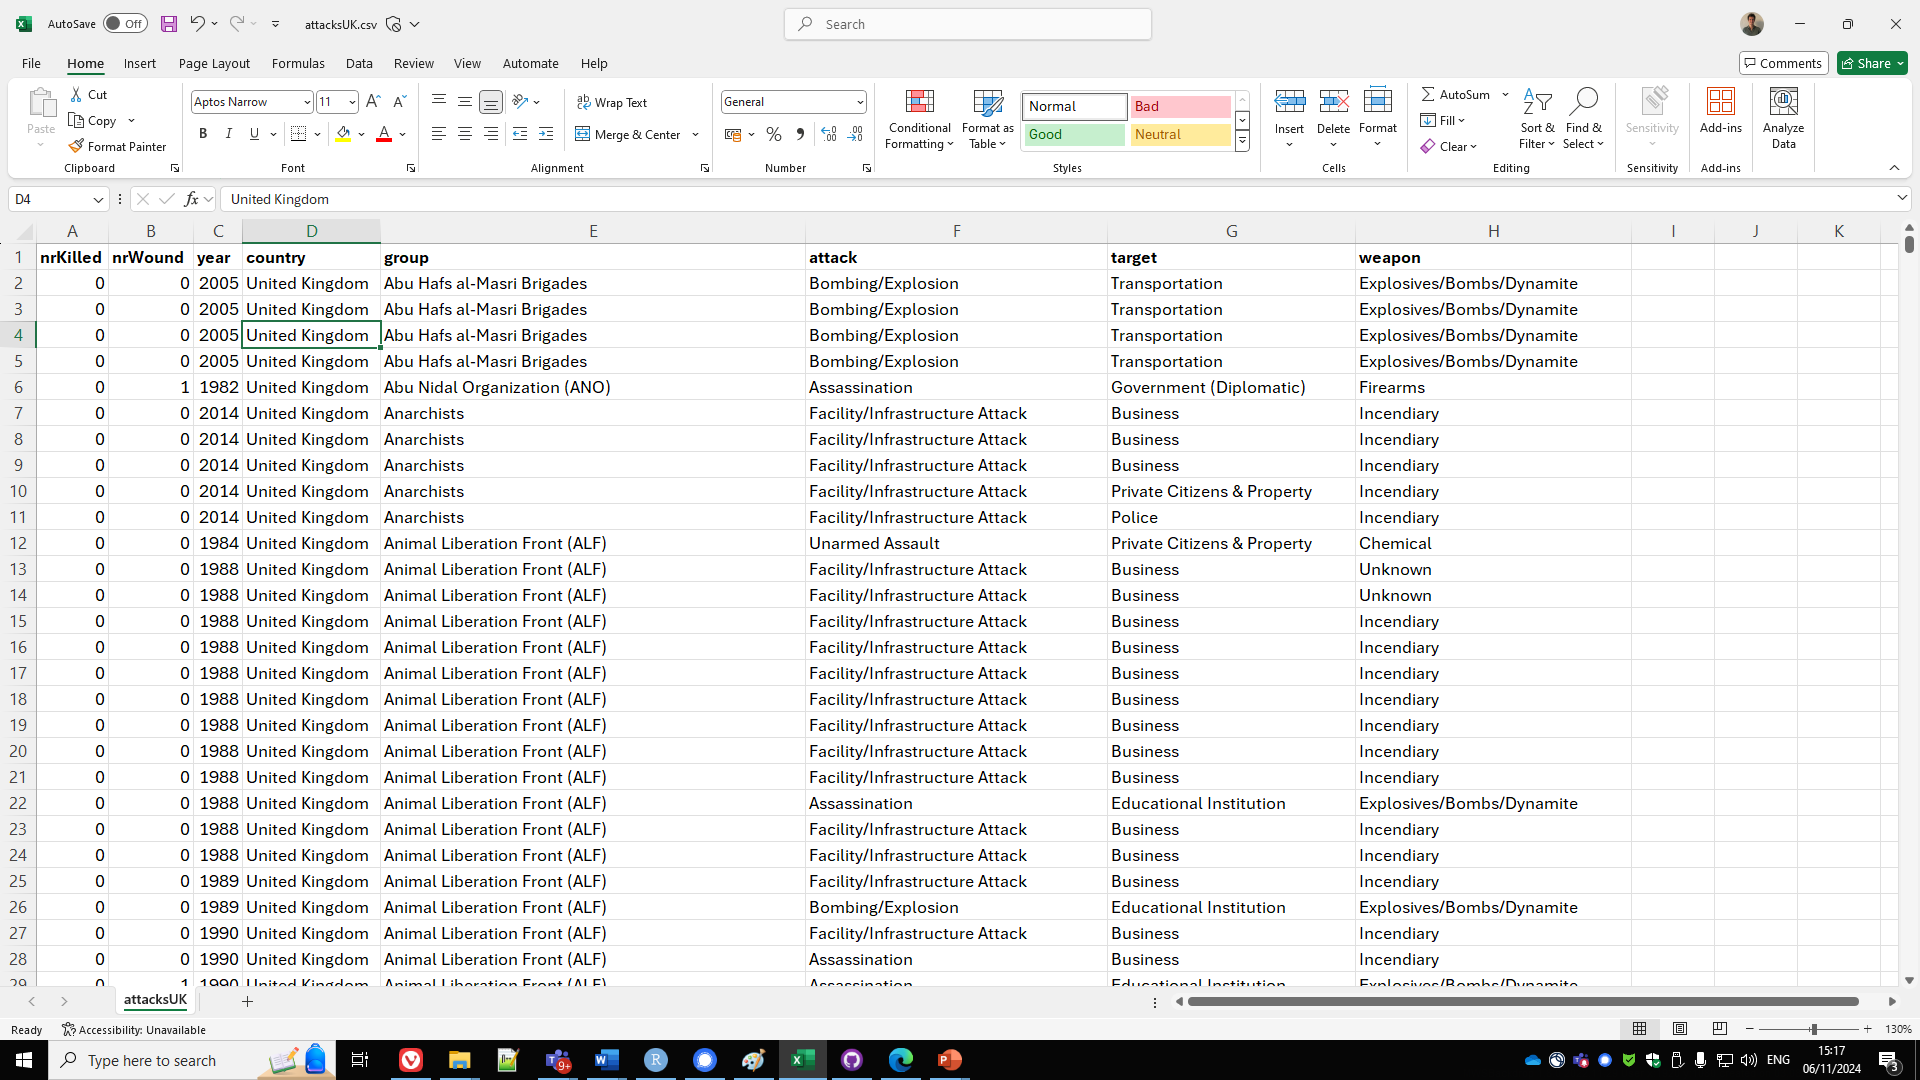 AutoSave Off attacksUK.csv Search
File Home Insert Page Layout Formulas Data Review View Automate Help Comments Share
Paste Cut Copy Format Painter Clipboard
Aptos Narrow 11 B I U Font
Wrap Text Merge & Center Alignment
General % Number
Conditional Formatting Format as Table Normal Bad Good Neutral Styles
Insert Delete Format Cells
AutoSum Fill Clear Sort & Filter Find & Select Editing
Sensitivity Sensitivity
Add-ins Add-ins
Analyze Data
D4 fx United Kingdom
A B C D E F G H I J K
1 nrKilled nrWound year country group attack target weapon
2 0 0 2005 United Kingdom Abu Hafs al-Masri Brigades Bombing/Explosion Transportation Explosives/Bombs/Dynamite
3 0 0 2005 United Kingdom Abu Hafs al-Masri Brigades Bombing/Explosion Transportation Explosives/Bombs/Dynamite
4 0 0 2005 United Kingdom Abu Hafs al-Masri Brigades Bombing/Explosion Transportation Explosives/Bombs/Dynamite
5 0 0 2005 United Kingdom Abu Hafs al-Masri Brigades Bombing/Explosion Transportation Explosives/Bombs/Dynamite
6 0 1 1982 United Kingdom Abu Nidal Organization (ANO) Assassination Government (Diplomatic) Firearms
7 0 0 2014 United Kingdom Anarchists Facility/Infrastructure Attack Business Incendiary
8 0 0 2014 United Kingdom Anarchists Facility/Infrastructure Attack Business Incendiary
9 0 0 2014 United Kingdom Anarchists Facility/Infrastructure Attack Business Incendiary
10 0 0 2014 United Kingdom Anarchists Facility/Infrastructure Attack Private Citizens & Property Incendiary
11 0 0 2014 United Kingdom Anarchists Facility/Infrastructure Attack Police Incendiary
12 0 0 1984 United Kingdom Animal Liberation Front (ALF) Unarmed Assault Private Citizens & Property Chemical
13 0 0 1988 United Kingdom Animal Liberation Front (ALF) Facility/Infrastructure Attack Business Unknown
14 0 0 1988 United Kingdom Animal Liberation Front (ALF) Facility/Infrastructure Attack Business Unknown
15 0 0 1988 United Kingdom Animal Liberation Front (ALF) Facility/Infrastructure Attack Business Incendiary
16 0 0 1988 United Kingdom Animal Liberation Front (ALF) Facility/Infrastructure Attack Business Incendiary
17 0 0 1988 United Kingdom Animal Liberation Front (ALF) Facility/Infrastructure Attack Business Incendiary
18 0 0 1988 United Kingdom Animal Liberation Front (ALF) Facility/Infrastructure Attack Business Incendiary
19 0 0 1988 United Kingdom Animal Liberation Front (ALF) Facility/Infrastructure Attack Business Incendiary
20 0 0 1988 United Kingdom Animal Liberation Front (ALF) Facility/Infrastructure Attack Business Incendiary
21 0 0 1988 United Kingdom Animal Liberation Front (ALF) Facility/Infrastructure Attack Business Incendiary
22 0 0 1988 United Kingdom Animal Liberation Front (ALF) Assassination Educational Institution Explosives/Bombs/Dynamite
23 0 0 1988 United Kingdom Animal Liberation Front (ALF) Facility/Infrastructure Attack Business Incendiary
24 0 0 1988 United Kingdom Animal Liberation Front (ALF) Facility/Infrastructure Attack Business Incendiary
25 0 0 1989 United Kingdom Animal Liberation Front (ALF) Facility/Infrastructure Attack Business Incendiary
26 0 0 1989 United Kingdom Animal Liberation Front (ALF) Bombing/Explosion Educational Institution Explosives/Bombs/Dynamite
27 0 0 1990 United Kingdom Animal Liberation Front (ALF) Facility/Infrastructure Attack Business Incendiary
28 0 0 1990 United Kingdom Animal Liberation Front (ALF) Assassination Business Incendiary
29 0 1 1990 United Kingdom Animal Liberation Front (ALF) Assassination Educational Institution Explosives/Bombs/Dynamite
attacksUK
Ready Accessibility: Unavailable 130%
Type here to search 9+ ENG 15:17 06/11/2024 3